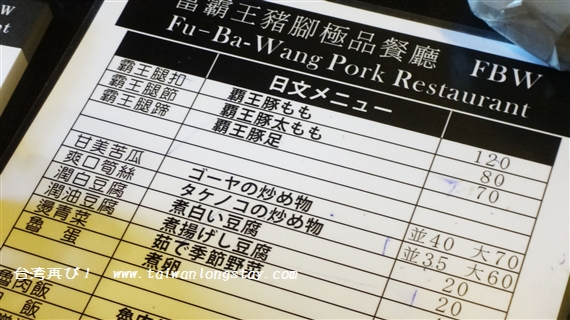 富霸王豬腳極品餐廳 FBW
Fu-Ba-Wang Pork Restaurant
日文メニュー
霸王腿扣 覇王豚もも 120
霸王腿節 覇王豚太もも 80
霸王腿蹄 覇王豚足 70
甘美苦瓜 ゴーヤの炒め物 並40 大70
爽口筍絲 タケノコの炒め物 並35 大60
潤白豆腐 煮白い豆腐 20
潤油豆腐 煮揚げし豆腐 20
燙青菜 茹で季節野菜
魯蛋 煮卵
魯肉飯 魯肉
肉飯
台湾再び! www.taiwanlongstay.com